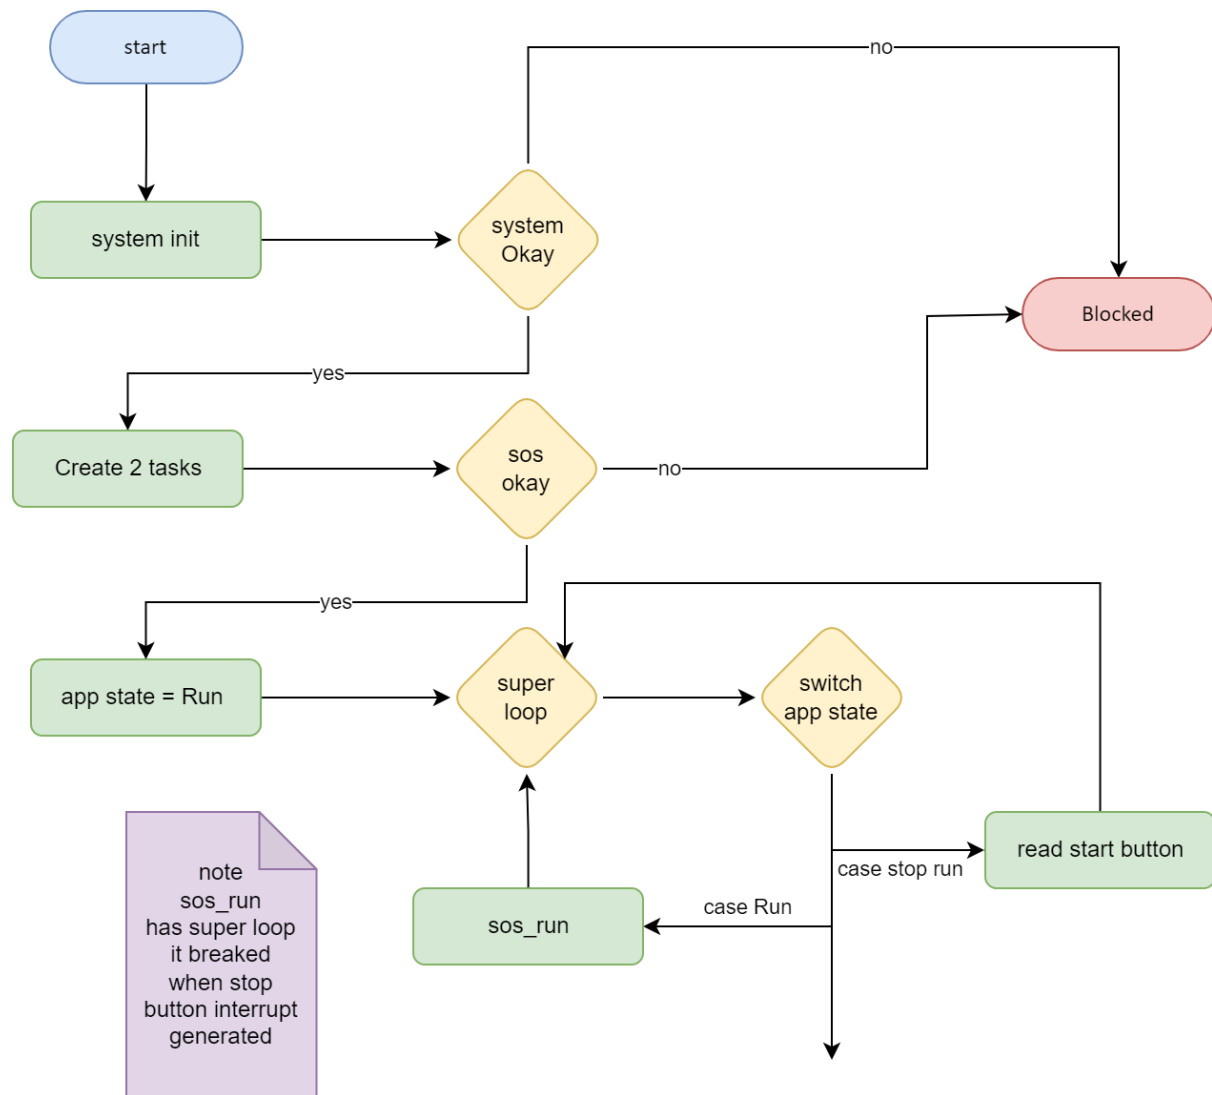 start
no
system init
system
Okay
Blocked
yes
Create 2 tasks
sos
okay
no
yes
app state = Run
super
loop
switch
app state
note
sos_run
has super loop
it breaked
when stop
button interrupt
generated
read start button
case stop run
case Run
sos_run